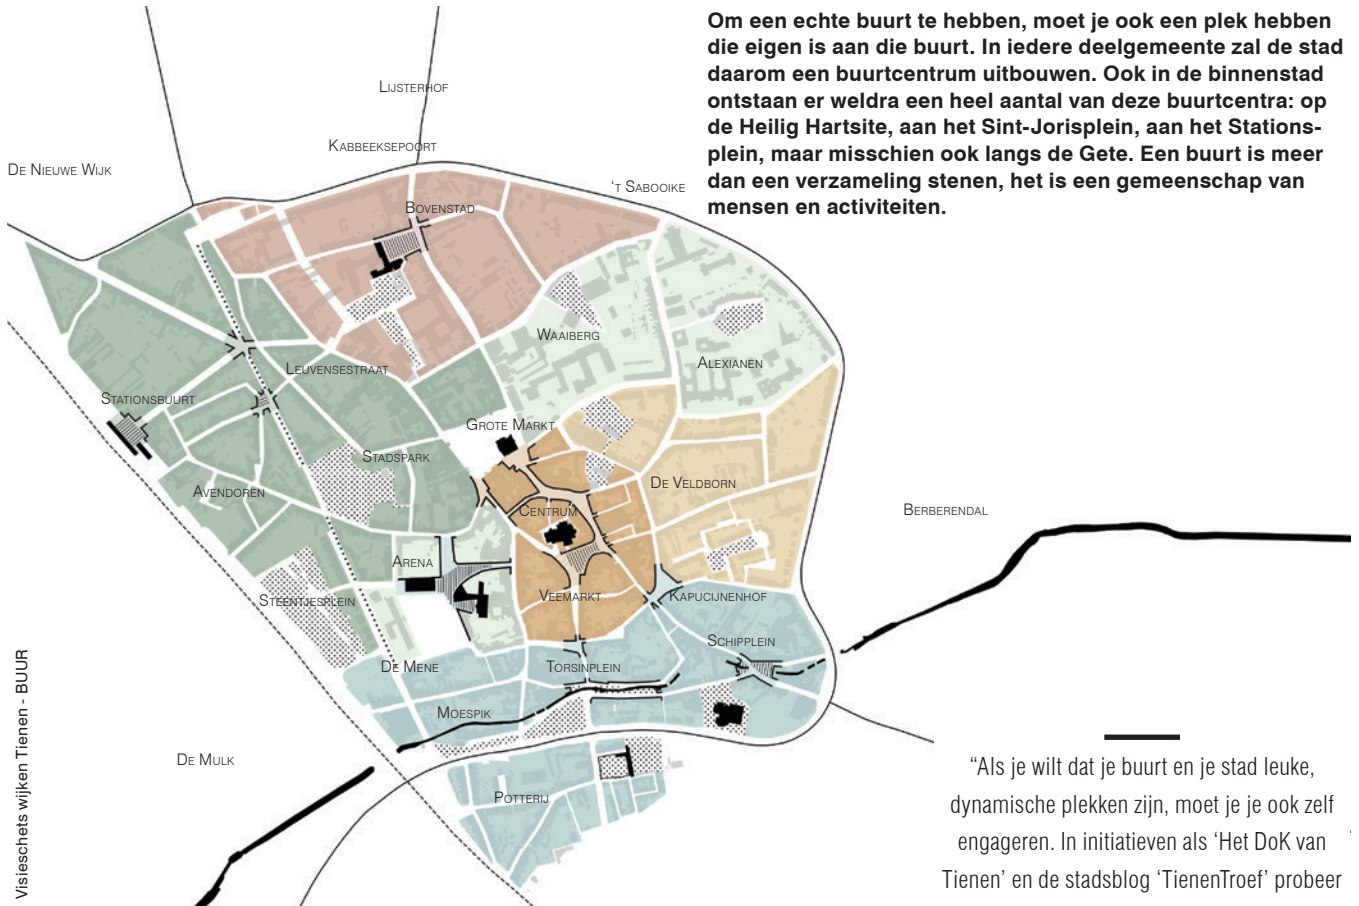 Om een echte buurt te hebben, moet je ook een plek hebben
die eigen is aan die buurt. In iedere deelgemeente zal de stad
daarom een buurtcentrum uitbouwen. Ook in de binnenstad
ontstaan er weldra een heel aantal van deze buurtcentra: op
de Heilig Hartsite, aan het Sint-Jorisplein, aan het Stations-
plein, maar misschien ook langs de Gete. Een buurt is meer
dan een verzameling stenen, het is een gemeenschap van
mensen en activiteiten.
Lijsterhof
Kabbeeksepoort
De Nieuwe Wijk
't Sabooike
Bovenstad
Waaiberg
Alexianen
Leuvensestraat
Stationsbuurt
Grote Markt
Stadspark
Avendoren
De Veldborn
Centrum
Berberendal
Arena
Steentjesplein
Veemarkt
Kapucijnenhof
Schipplein
De Mene
Torsinplein
Moespik
De Mulk
Potterij
Visieschets wijken Tienen - BUUR
“Als je wilt dat je buurt en je stad leuke,
dynamische plekken zijn, moet je je ook zelf
engageren. In initiatieven als ‘Het DoK van
Tienen’ en de stadsblog ‘TienenTroef’ probeer